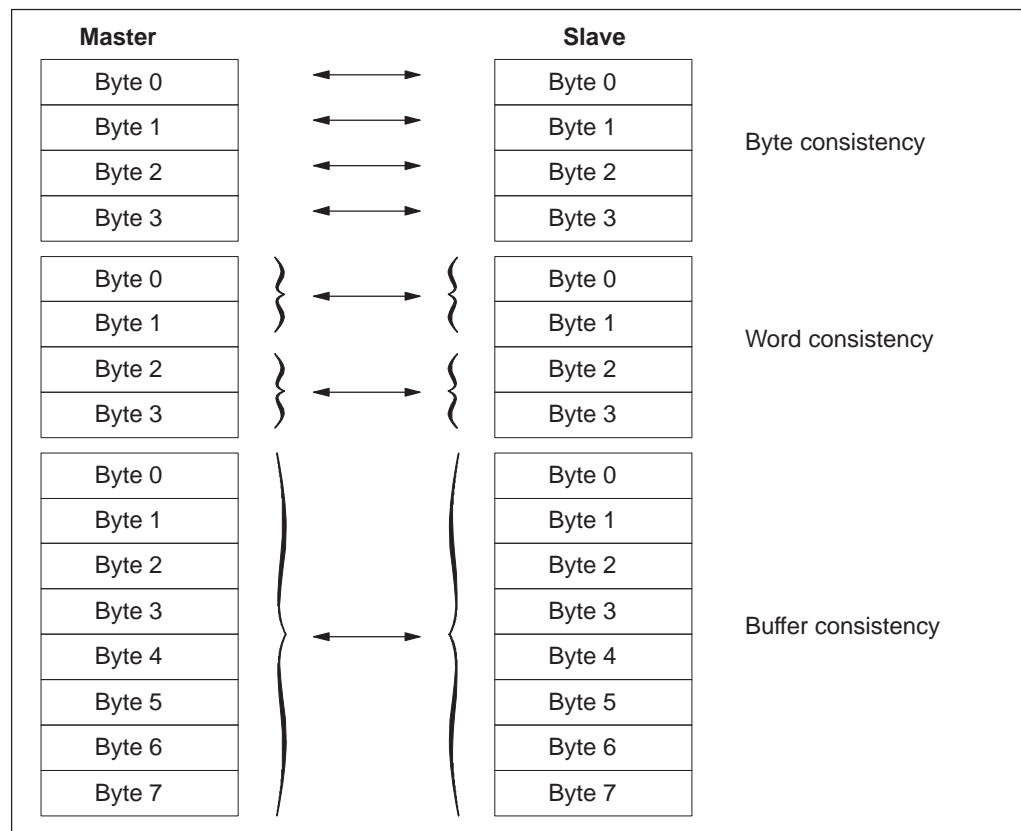 Master Slave
Byte 0 Byte 0
Byte 1 Byte 1
Byte 2 Byte 2
Byte 3 Byte 3
Byte consistency
Byte 0 Byte 0
Byte 1 Byte 1
Byte 2 Byte 2
Byte 3 Byte 3
Word consistency
Byte 0 Byte 0
Byte 1 Byte 1
Byte 2 Byte 2
Byte 3 Byte 3
Byte 4 Byte 4
Byte 5 Byte 5
Byte 6 Byte 6
Byte 7 Byte 7
Buffer consistency